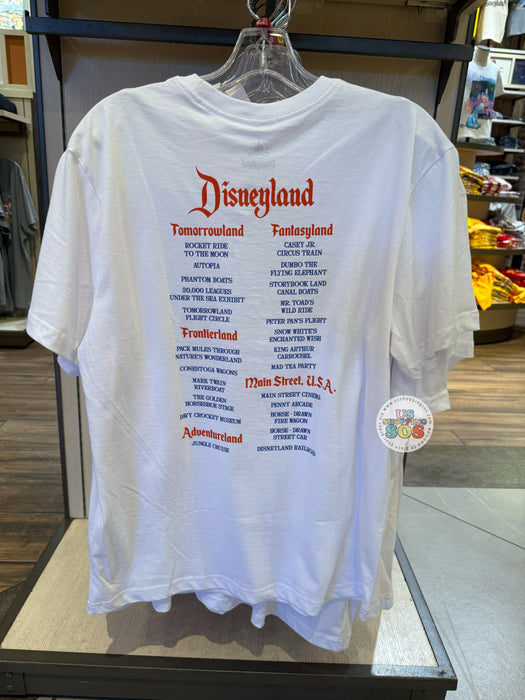 Disneyland
Disneyland
Tomorrowland
ROCKET RIDE
TO THE MOON
AUTOPIA
PHANTOM BOATS
20,000 LEAGUES
UNDER THE SEA EXHIBIT
TOMORROWLAND
FLIGHT CIRCLE
Frontierland
PACK MULES THROUGH
NATURE'S WONDERLAND
CONESTOGA WAGONS
MARK TWAIN
RIVERBOAT
THE GOLDEN
HORSESHOE STAGE
DAVY CROCKET MUSEUM
Adventureland
JUNGLE CRUISE
Fantasyland
CASEY JR.
CIRCUS TRAIN
DUMBO THE
FLYING ELEPHANT
STORYBOOK LAND
CANAL BOATS
MR. TOAD'S
WILD RIDE
PETER PAN'S FLIGHT
SNOW WHITE'S
ENCHANTED WISH
KING ARTHUR
CARROUSEL
MAD TEA PARTY
Main Street, U.S.A.
MAIN STREET CINEMA
PENNY ARCADE
HORSE - DRAWN
FIRE WAGON
HORSE - DRAWN
STREET CAR
DISNEYLAND RAILROAD
US
SHOPPING
SOS